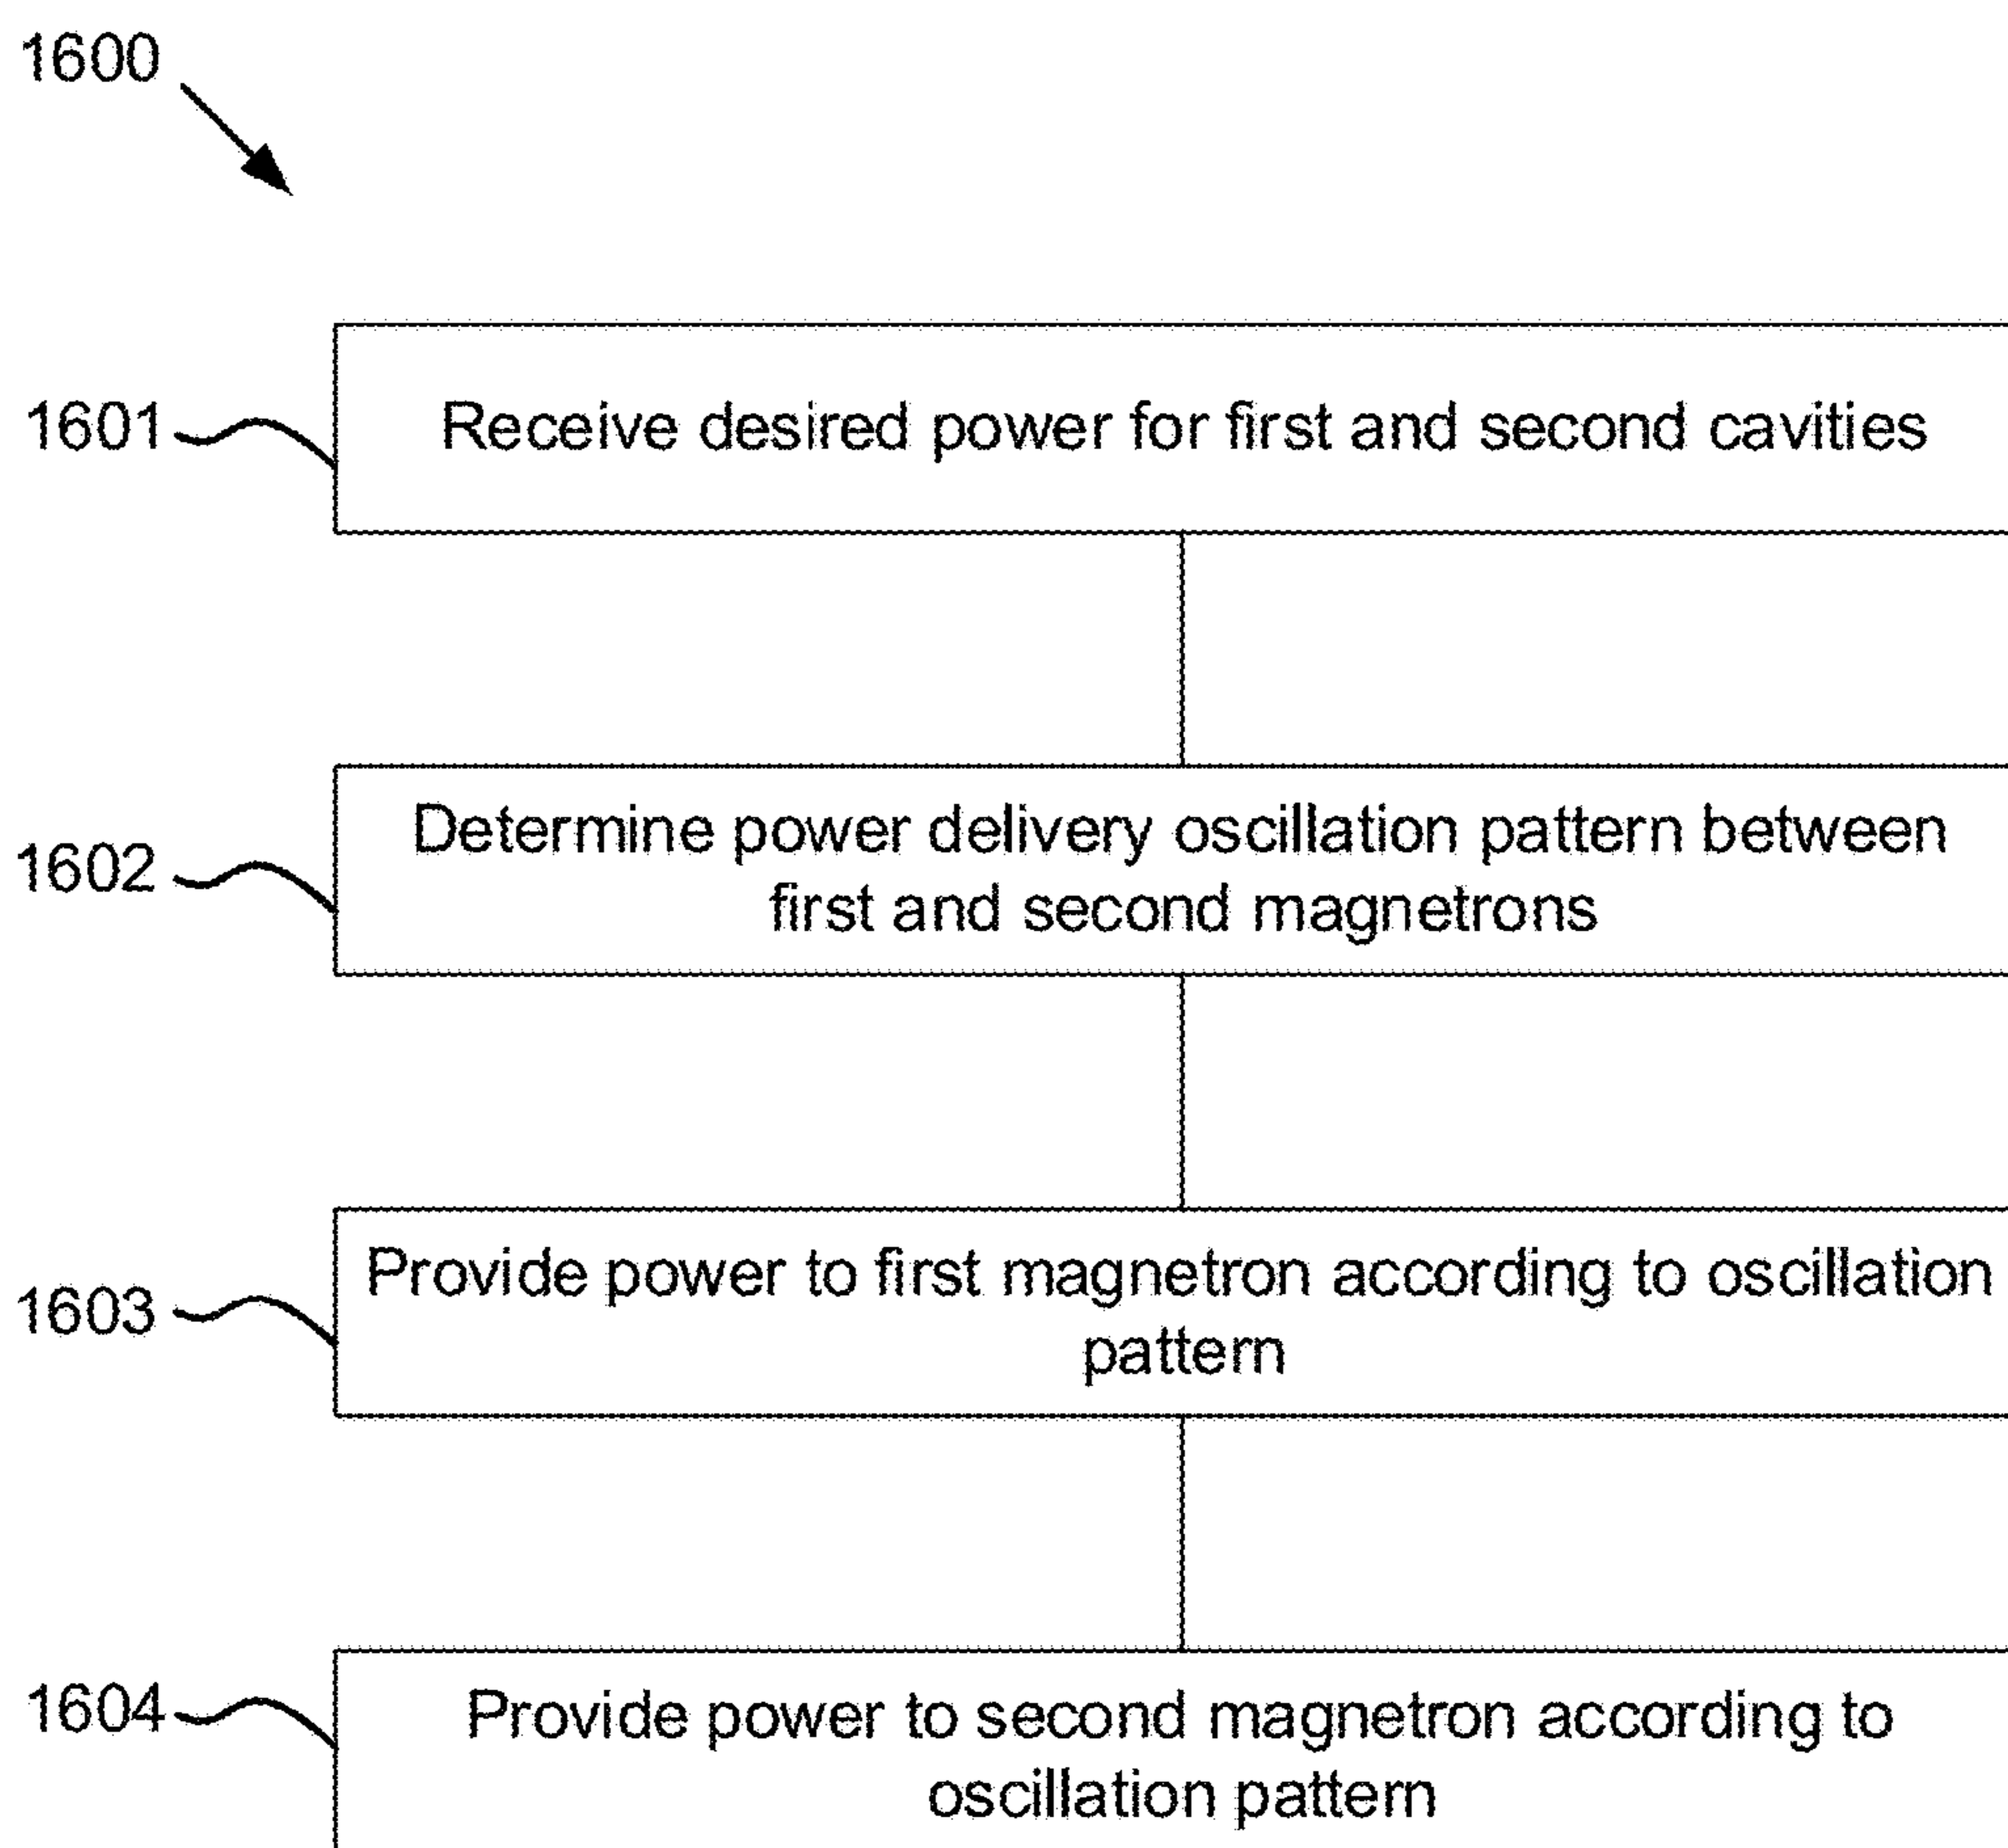 1600
1601
Receive desired power for first and second cavities
1602
Determine power delivery oscillation pattern between
first and second magnetrons
1603
Provide power to first magnetron according to oscillation
pattern
1604
Provide power to second magnetron according to
oscillation pattern